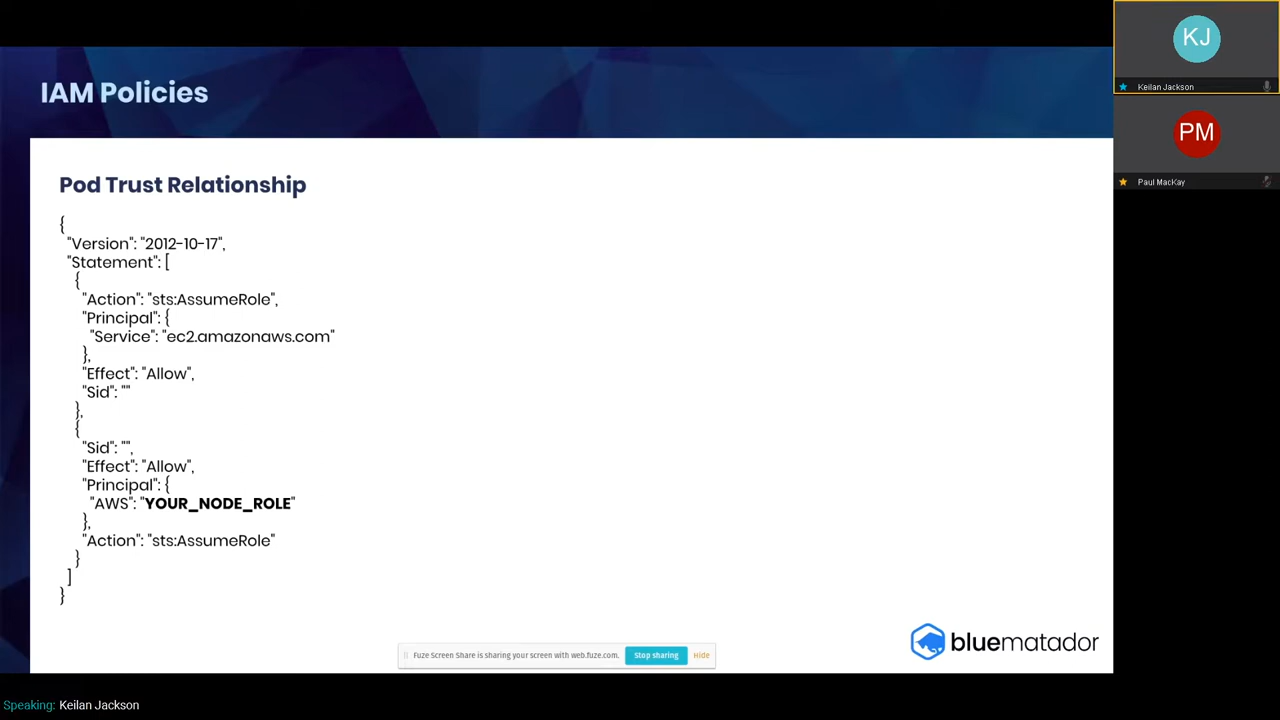 IAM Policies
Pod Trust Relationship
{
"Version": "2012-10-17",
"Statement": [
{
"Action": "sts:AssumeRole",
"Principal": {
"Service": "ec2.amazonaws.com"
},
"Effect": "Allow",
"Sid": ""
},
{
"Sid": "",
"Effect": "Allow",
"Principal": {
"AWS": "YOUR_NODE_ROLE"
},
"Action": "sts:AssumeRole"
}
]
}
Fuze Screen Share is sharing your screen with web.fuze.com. Stop sharing Hide
bluematador
KJ
Keilan Jackson
PM
Paul MacKay
Speaking: Keilan Jackson